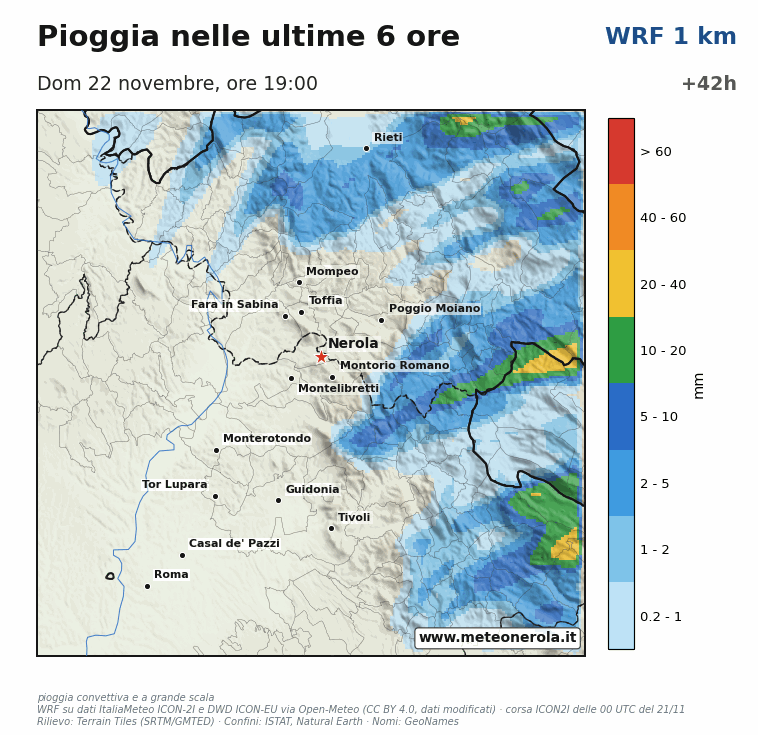 Pioggia nelle ultime 6 ore
WRF 1 km
Dom 22 novembre, ore 19:00
+42h
Rieti
Mompeo
Fara in Sabina
Toffia
Poggio Moiano
Nerola
Montorio Romano
Montelibretti
Monterotondo
Tor Lupara
Guidonia
Tivoli
Casal de' Pazzi
Roma
www.meteonerola.it
> 60
40 - 60
20 - 40
10 - 20
5 - 10
2 - 5
1 - 2
0.2 - 1
mm
pioggia convettiva e a grande scala
WRF su dati ItaliaMeteo ICON-2I e DWD ICON-EU via Open-Meteo (CC BY 4.0, dati modificati) · corsa ICON2I delle 00 UTC del 21/11
Rilievo: Terrain Tiles (SRTM/GMTED) · Confini: ISTAT, Natural Earth · Nomi: GeoNames